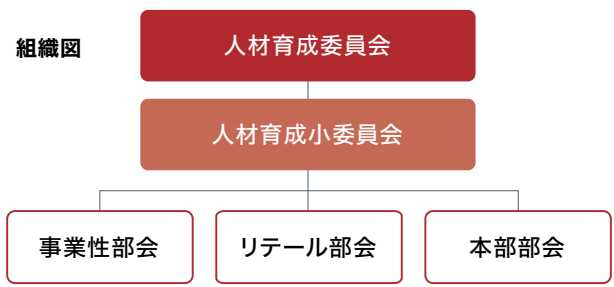 組織図
人材育成委員会
人材育成小委員会
事業性部会
リテール部会
本部部会